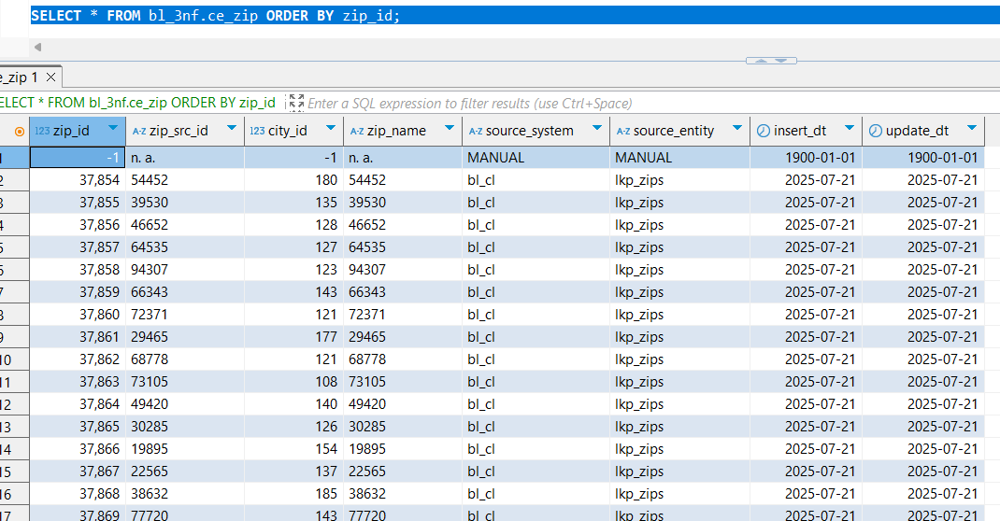 SELECT * FROM bl_3nf.ce_zip ORDER BY zip_id;
e_zip 1
ELECT * FROM bl_3nf.ce_zip ORDER BY zip_id Enter a SQL expression to filter results (use Ctrl+Space)
123 zip_id A-Z zip_src_id 123 city_id A-Z zip_name A-Z source_system A-Z source_entity insert_dt update_dt
1 -1 n. a. -1 n. a. MANUAL MANUAL 1900-01-01 1900-01-01
2 37,854 54452 180 54452 bl_cl lkp_zips 2025-07-21 2025-07-21
3 37,855 39530 135 39530 bl_cl lkp_zips 2025-07-21 2025-07-21
4 37,856 46652 128 46652 bl_cl lkp_zips 2025-07-21 2025-07-21
5 37,857 64535 127 64535 bl_cl lkp_zips 2025-07-21 2025-07-21
6 37,858 94307 123 94307 bl_cl lkp_zips 2025-07-21 2025-07-21
7 37,859 66343 143 66343 bl_cl lkp_zips 2025-07-21 2025-07-21
8 37,860 72371 121 72371 bl_cl lkp_zips 2025-07-21 2025-07-21
9 37,861 29465 177 29465 bl_cl lkp_zips 2025-07-21 2025-07-21
10 37,862 68778 121 68778 bl_cl lkp_zips 2025-07-21 2025-07-21
11 37,863 73105 108 73105 bl_cl lkp_zips 2025-07-21 2025-07-21
12 37,864 49420 140 49420 bl_cl lkp_zips 2025-07-21 2025-07-21
13 37,865 30285 126 30285 bl_cl lkp_zips 2025-07-21 2025-07-21
14 37,866 19895 154 19895 bl_cl lkp_zips 2025-07-21 2025-07-21
15 37,867 22565 137 22565 bl_cl lkp_zips 2025-07-21 2025-07-21
16 37,868 38632 185 38632 bl_cl lkp_zips 2025-07-21 2025-07-21
17 37,869 77720 143 77720 bl_cl lkp_zips 2025-07-21 2025-07-21